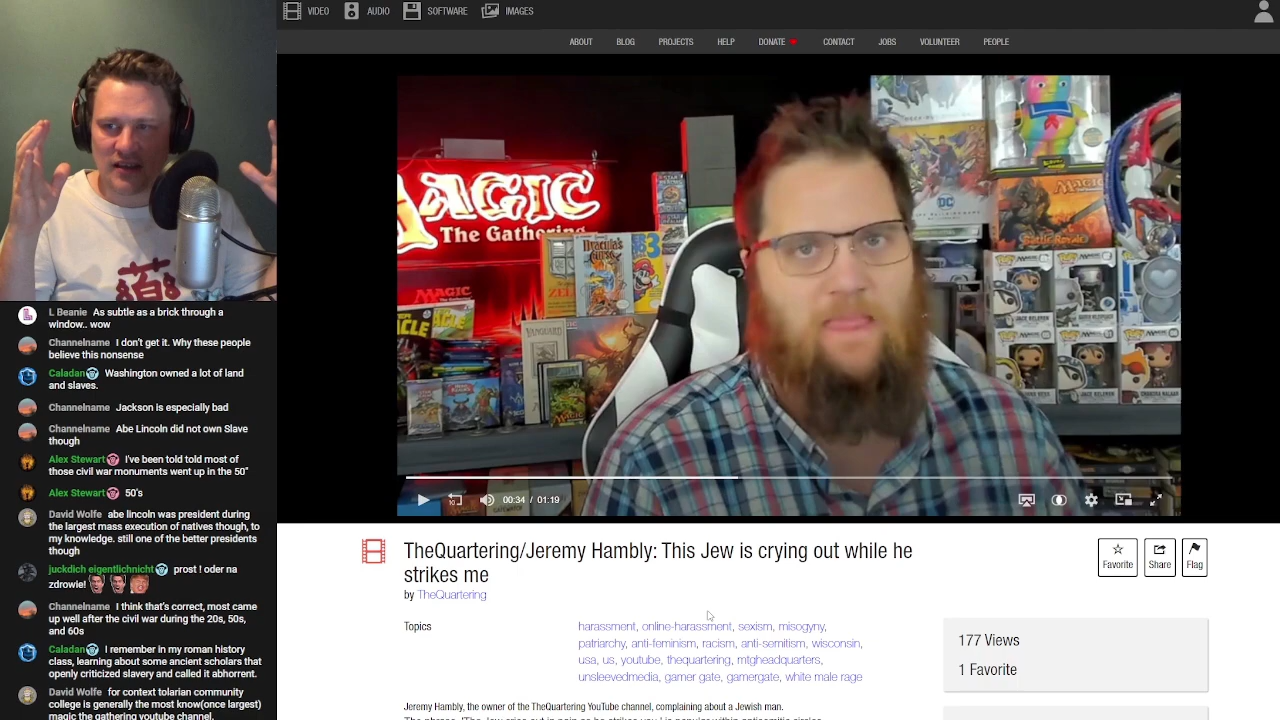 VIDEO AUDIO SOFTWARE IMAGES
ABOUT BLOG PROJECTS HELP DONATE CONTACT JOBS VOLUNTEER PEOPLE
MAGIC
The Gathering
Dracula's
MAGIC
VANGUARD
DC
MAGIC
Battle Royale
10
00:34 / 01:19
L Beanie As subtle as a brick through a
window.. wow
Channelname I don't get it. Why these people
believe this nonsense
Caladan Washington owned a lot of land
and slaves.
Channelname Jackson is especially bad
Channelname Abe Lincoln did not own Slave
though
Alex Stewart I've been told told most of
those civil war monuments went up in the 50"
Alex Stewart 50's
David Wolfe abe lincoln was president during
the largest mass execution of natives though, to
my knowledge. still one of the better presidents
though
juckdich eigentlichnicht prost ! oder na
zdrowie!
Channelname I think that's correct, most came
up well after the civil war during the 20s, 50s,
and 60s
Caladan I remember in my roman history
class, learning about some ancient scholars that
openly criticized slavery and called it abhorrent.
David Wolfe for context tolarian community
college is generally the most know(once largest)
magic the gathering youtube channel.
TheQuartering/Jeremy Hambly: This Jew is crying out while he
strikes me
by TheQuartering
Favorite Share Flag
Topics
harassment, online-harassment, sexism, misogyny,
patriarchy, anti-feminism, racism, anti-semitism, wisconsin,
usa, us, youtube, thequartering, mtgheadquarters,
unsleevedmedia, gamer gate, gamergate, white male rage
177 Views
1 Favorite
Jeremy Hambly, the owner of the TheQuartering YouTube channel, complaining about a Jewish man.